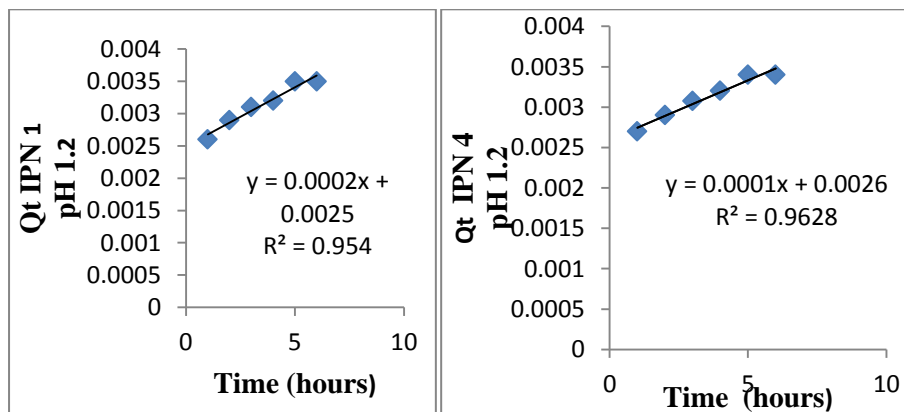 Qt IPN 1
pH 1.2
0.004
0.0035
0.003
0.0025
0.002
0.0015
0.001
0.0005
0
y = 0.0002x +
0.0025
R² = 0.954
0
5
10
Time (hours)
Qt IPN 4
pH 1.2
0.004
0.0035
0.003
0.0025
0.002
0.0015
0.001
0.0005
0
y = 0.0001x + 0.0026
R² = 0.9628
0
5
10
Time (hours)